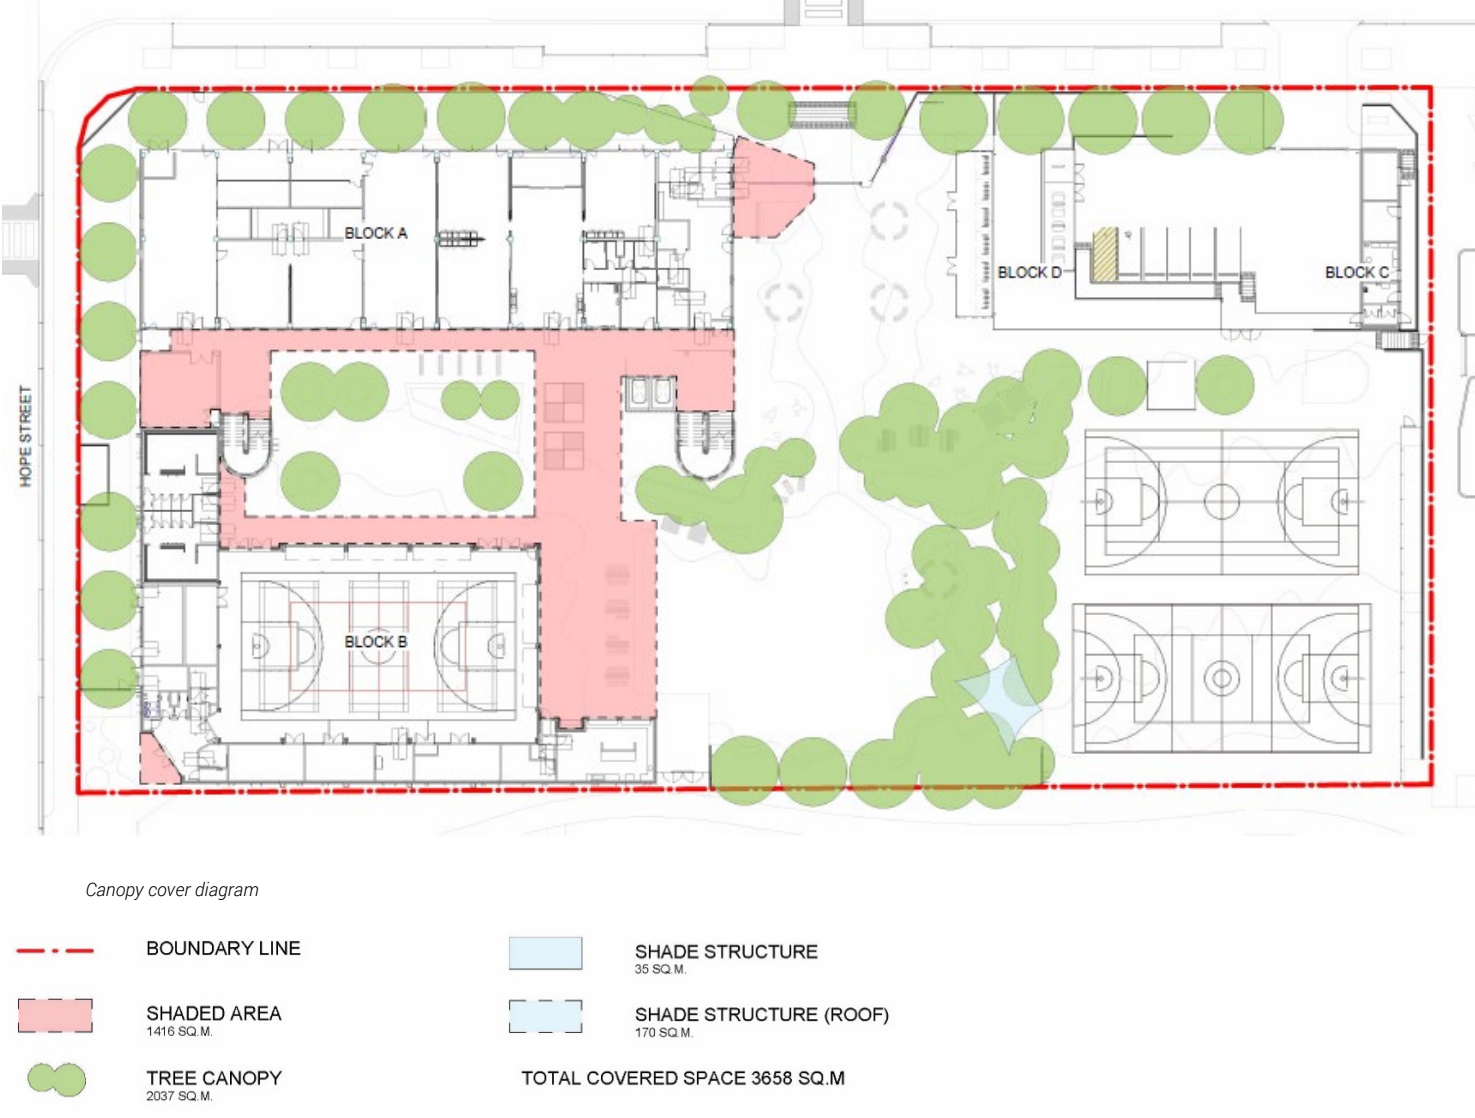 BLOCK A
BLOCK D
BLOCK C
HOPE STREET
BLOCK B
Canopy cover diagram
BOUNDARY LINE
SHADED AREA
1416 SQ.M.
TREE CANOPY
2037 SQ.M.
SHADE STRUCTURE
35 SQ.M.
SHADE STRUCTURE (ROOF)
170 SQ.M.
TOTAL COVERED SPACE 3658 SQ.M